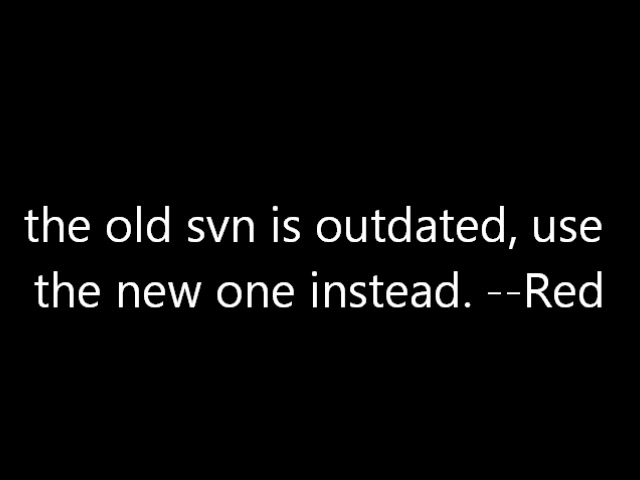 the old svn is outdated, use
the new one instead. --Red